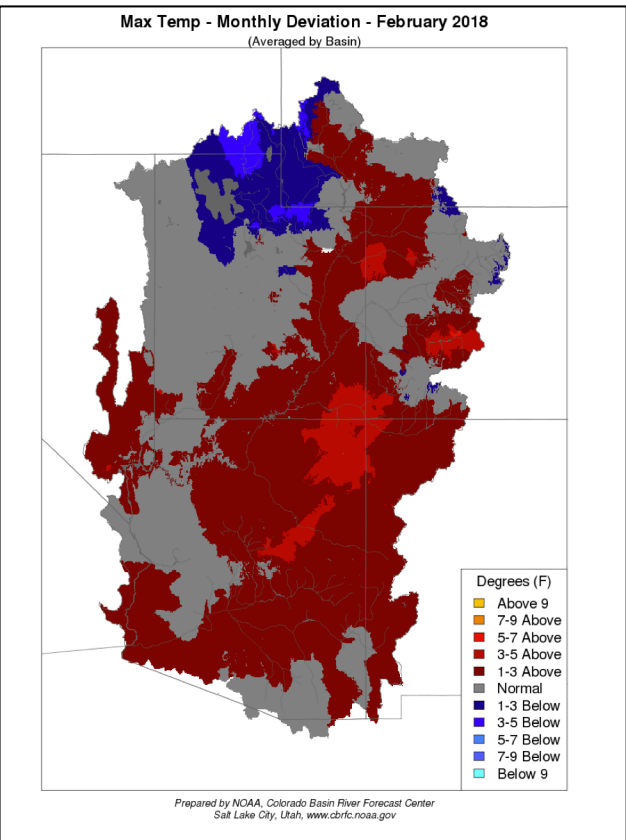 Max Temp - Monthly Deviation - February 2018
(Averaged by Basin)
Degrees (F)
Above 9
7-9 Above
5-7 Above
3-5 Above
1-3 Above
Normal
1-3 Below
3-5 Below
5-7 Below
7-9 Below
Below 9
Prepared by NOAA, Colorado Basin River Forecast Center
Salt Lake City, Utah, www.cbrfc.noaa.gov